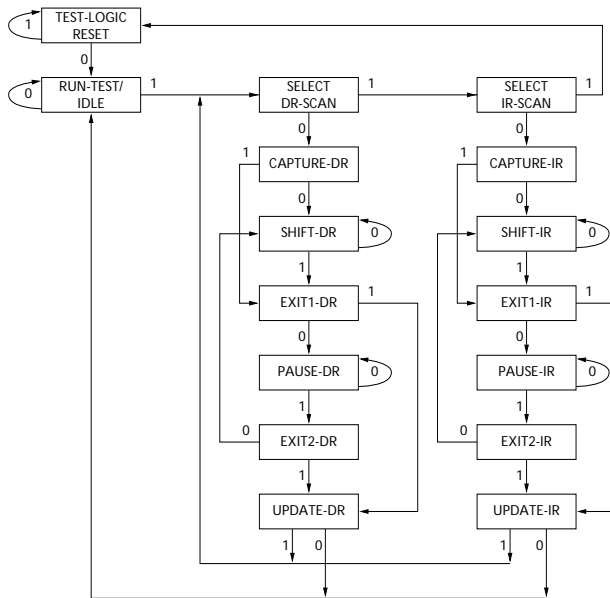 TEST-LOGIC
RESET
1
0
RUN-TEST/
IDLE
0
1
SELECT
DR-SCAN
1
SELECT
IR-SCAN
1
0
0
1
CAPTURE-DR
1
CAPTURE-IR
0
0
SHIFT-DR
0
SHIFT-IR
0
1
1
EXIT1-DR
1
EXIT1-IR
1
0
0
PAUSE-DR
0
PAUSE-IR
0
1
1
0
EXIT2-DR
0
EXIT2-IR
1
1
UPDATE-DR
UPDATE-IR
1
0
1
0